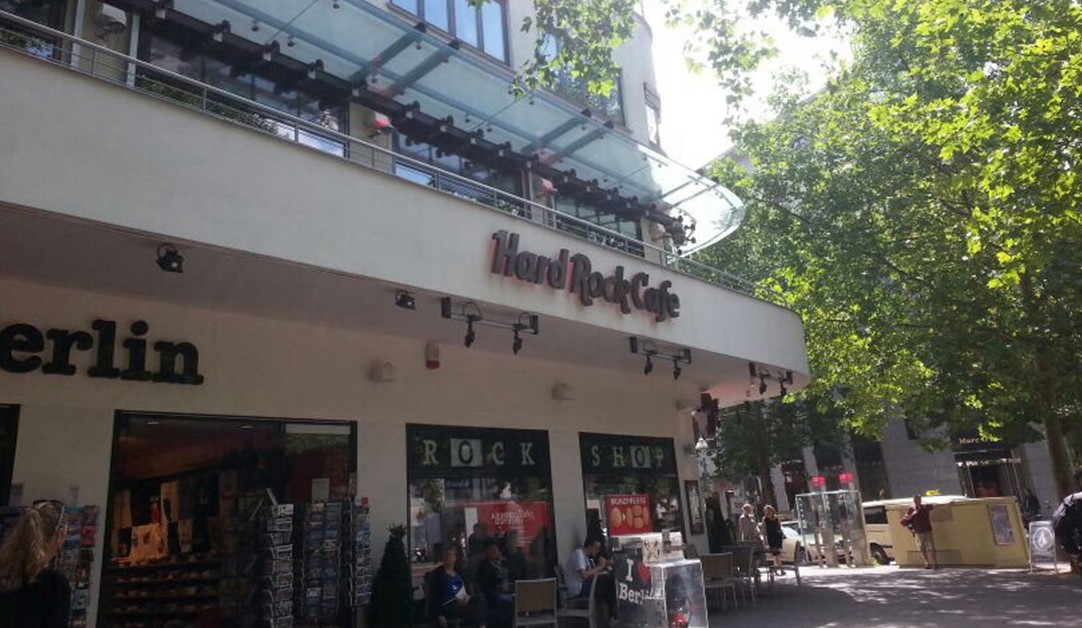 Hard Rock Cafe
erlin
ROCK SHOP
I
Berlin